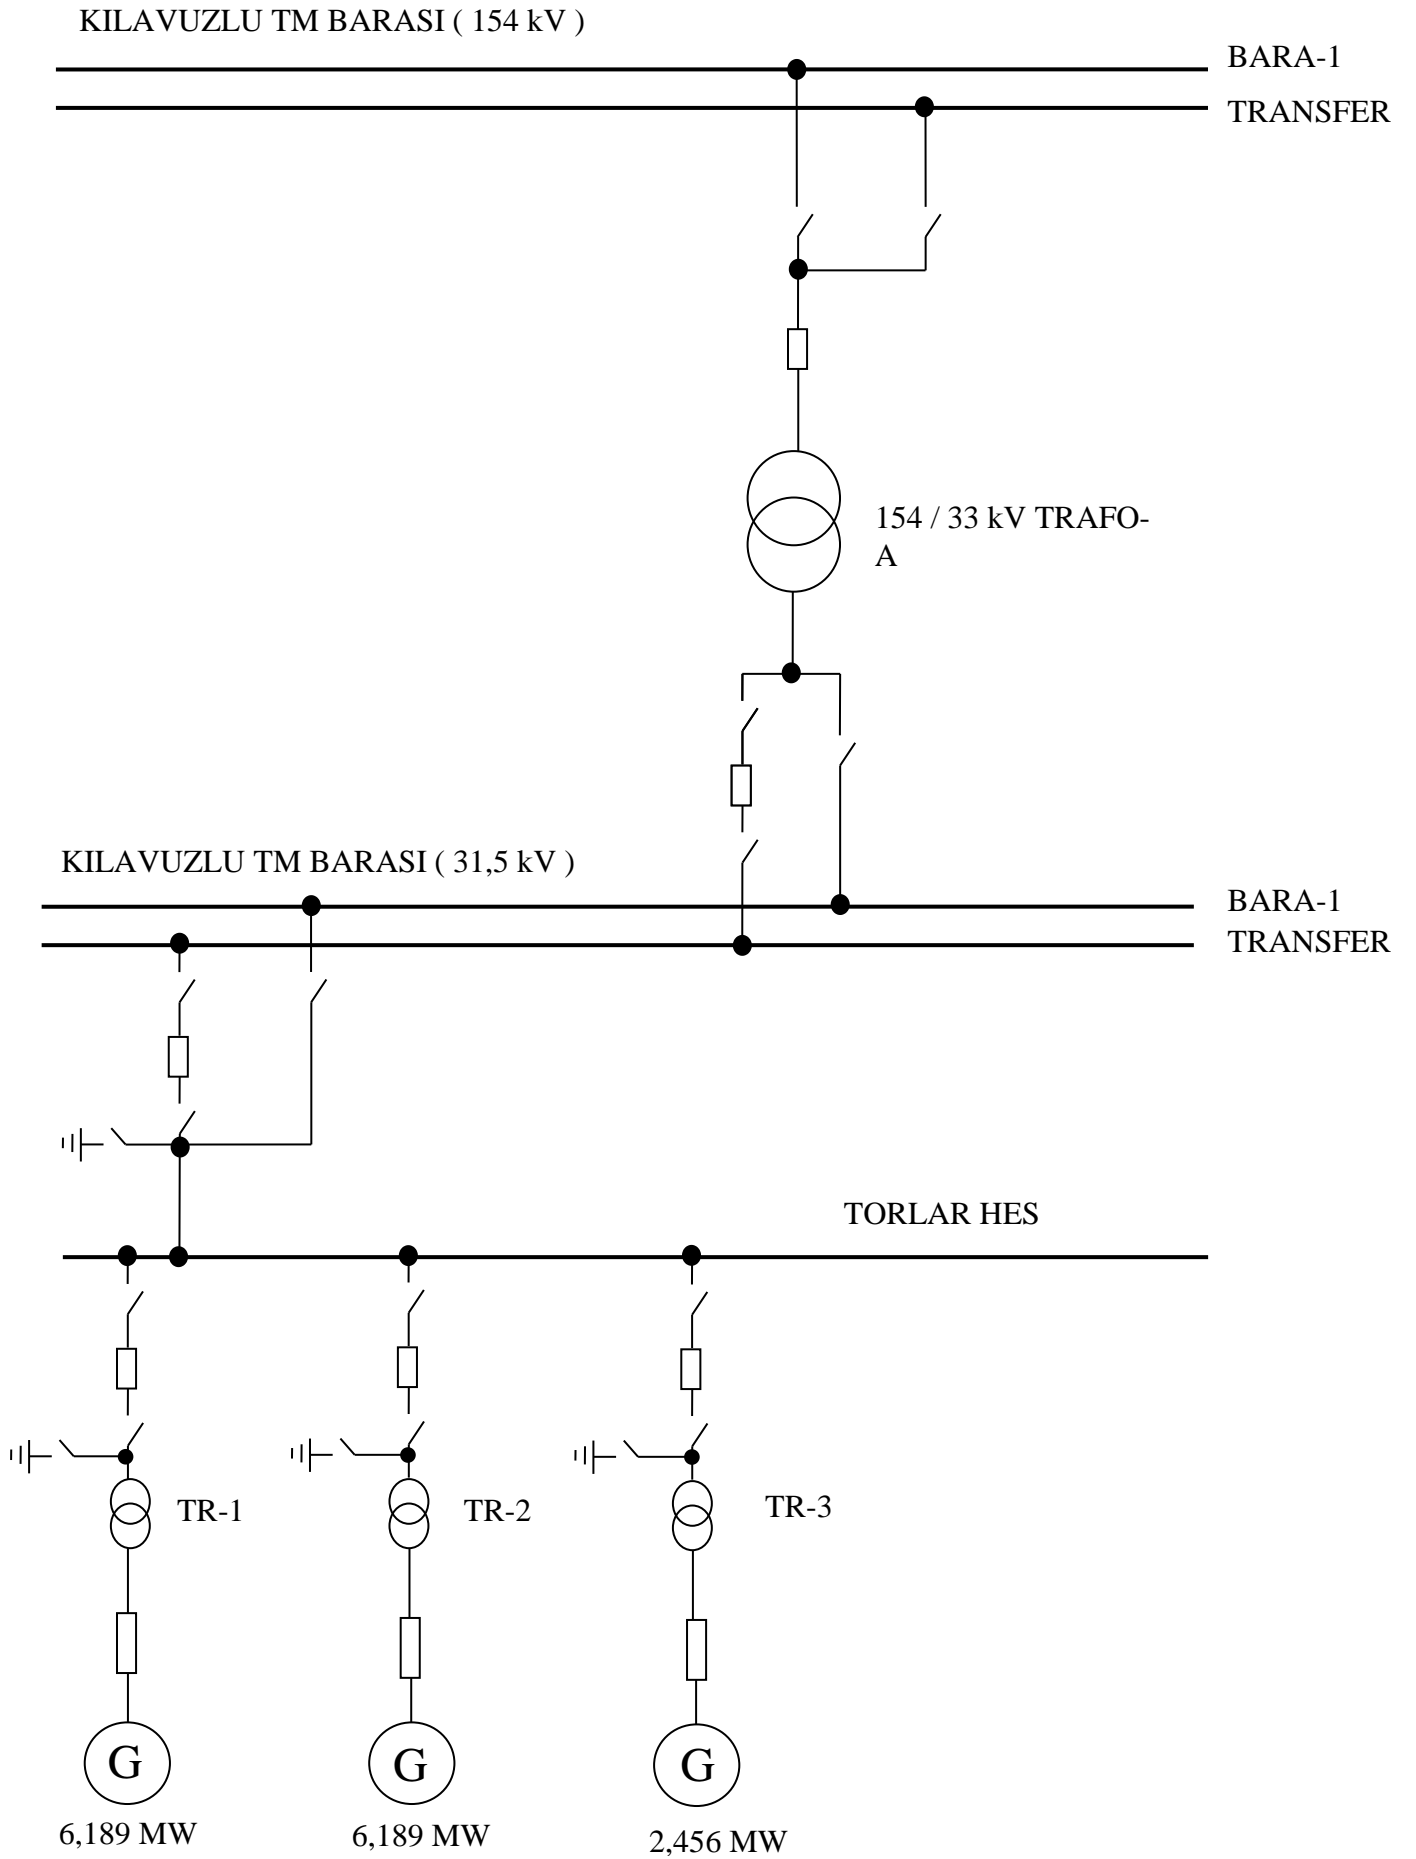 KILAVUZLU TM BARASI ( 154 kV )
BARA-1
TRANSFER
154 / 33 kV TRAFO-
A
KILAVUZLU TM BARASI ( 31,5 kV )
BARA-1
TRANSFER
TORLAR HES
TR-1
TR-2
TR-3
G
G
G
6,189 MW
6,189 MW
2,456 MW